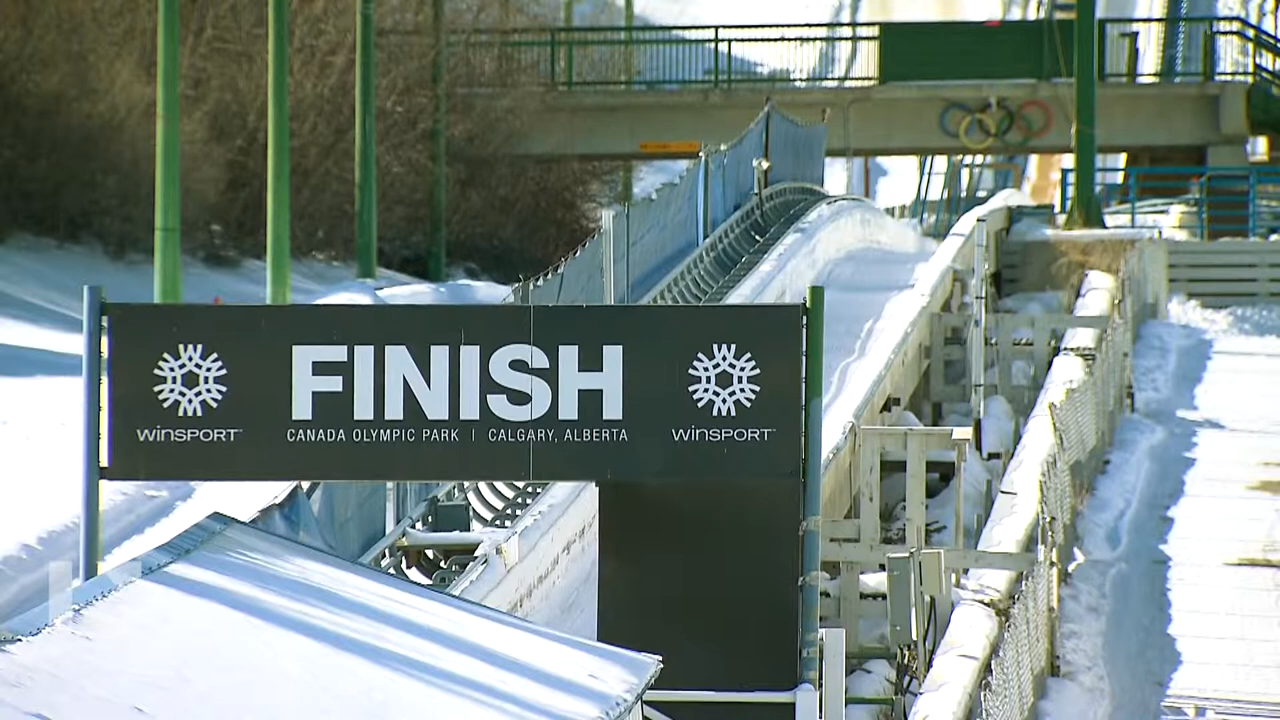 FINISH
CANADA OLYMPIC PARK | CALGARY, ALBERTA
WINSPORT
WINSPORT